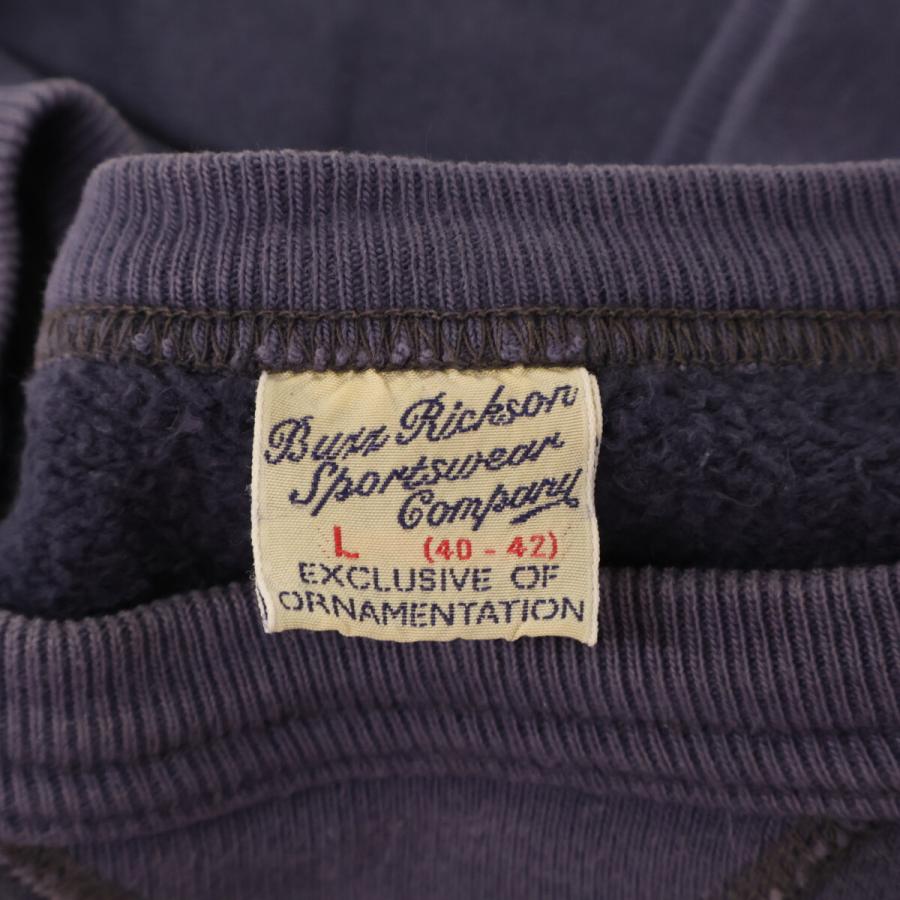 Buzz Rickson
Sportswear
Company
L (40 - 42)
EXCLUSIVE OF
ORNAMENTATION